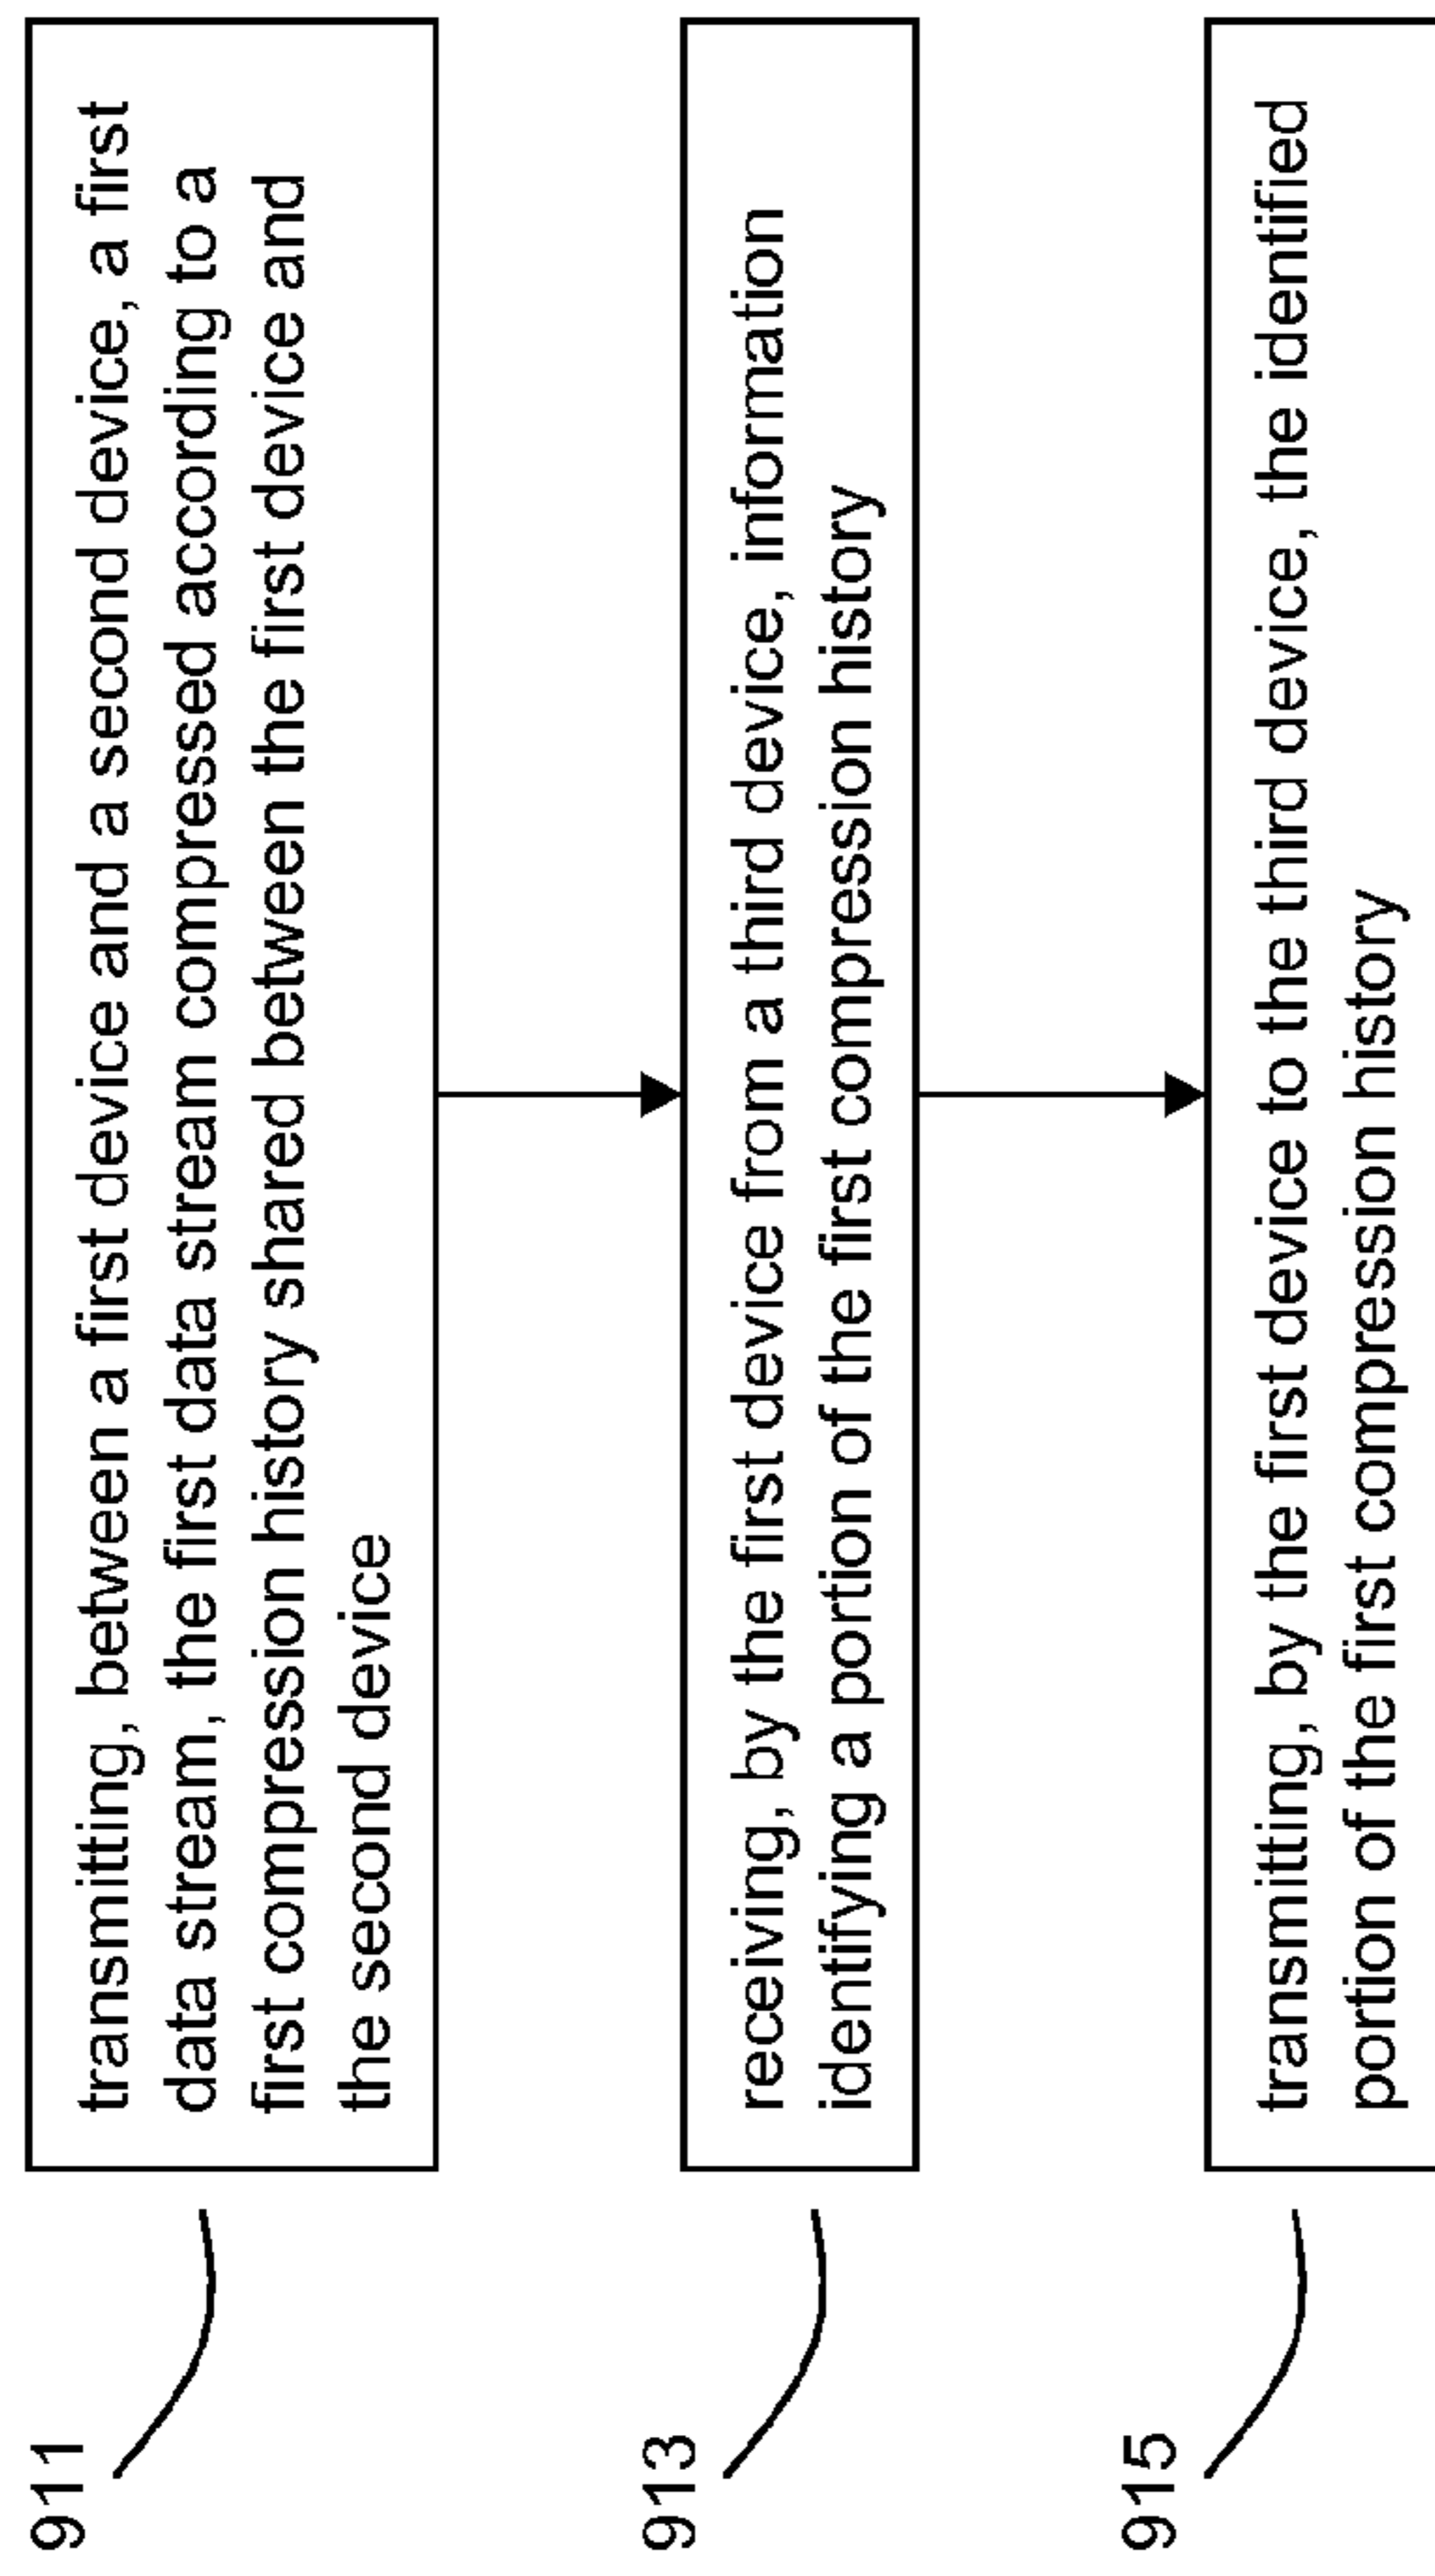 911
transmitting, between a first device and a second device, a first
data stream, the first data stream compressed according to a
first compression history shared between the first device and
the second device
913
receiving, by the first device from a third device, information
identifying a portion of the first compression history
915
transmitting, by the first device to the third device, the identified
portion of the first compression history